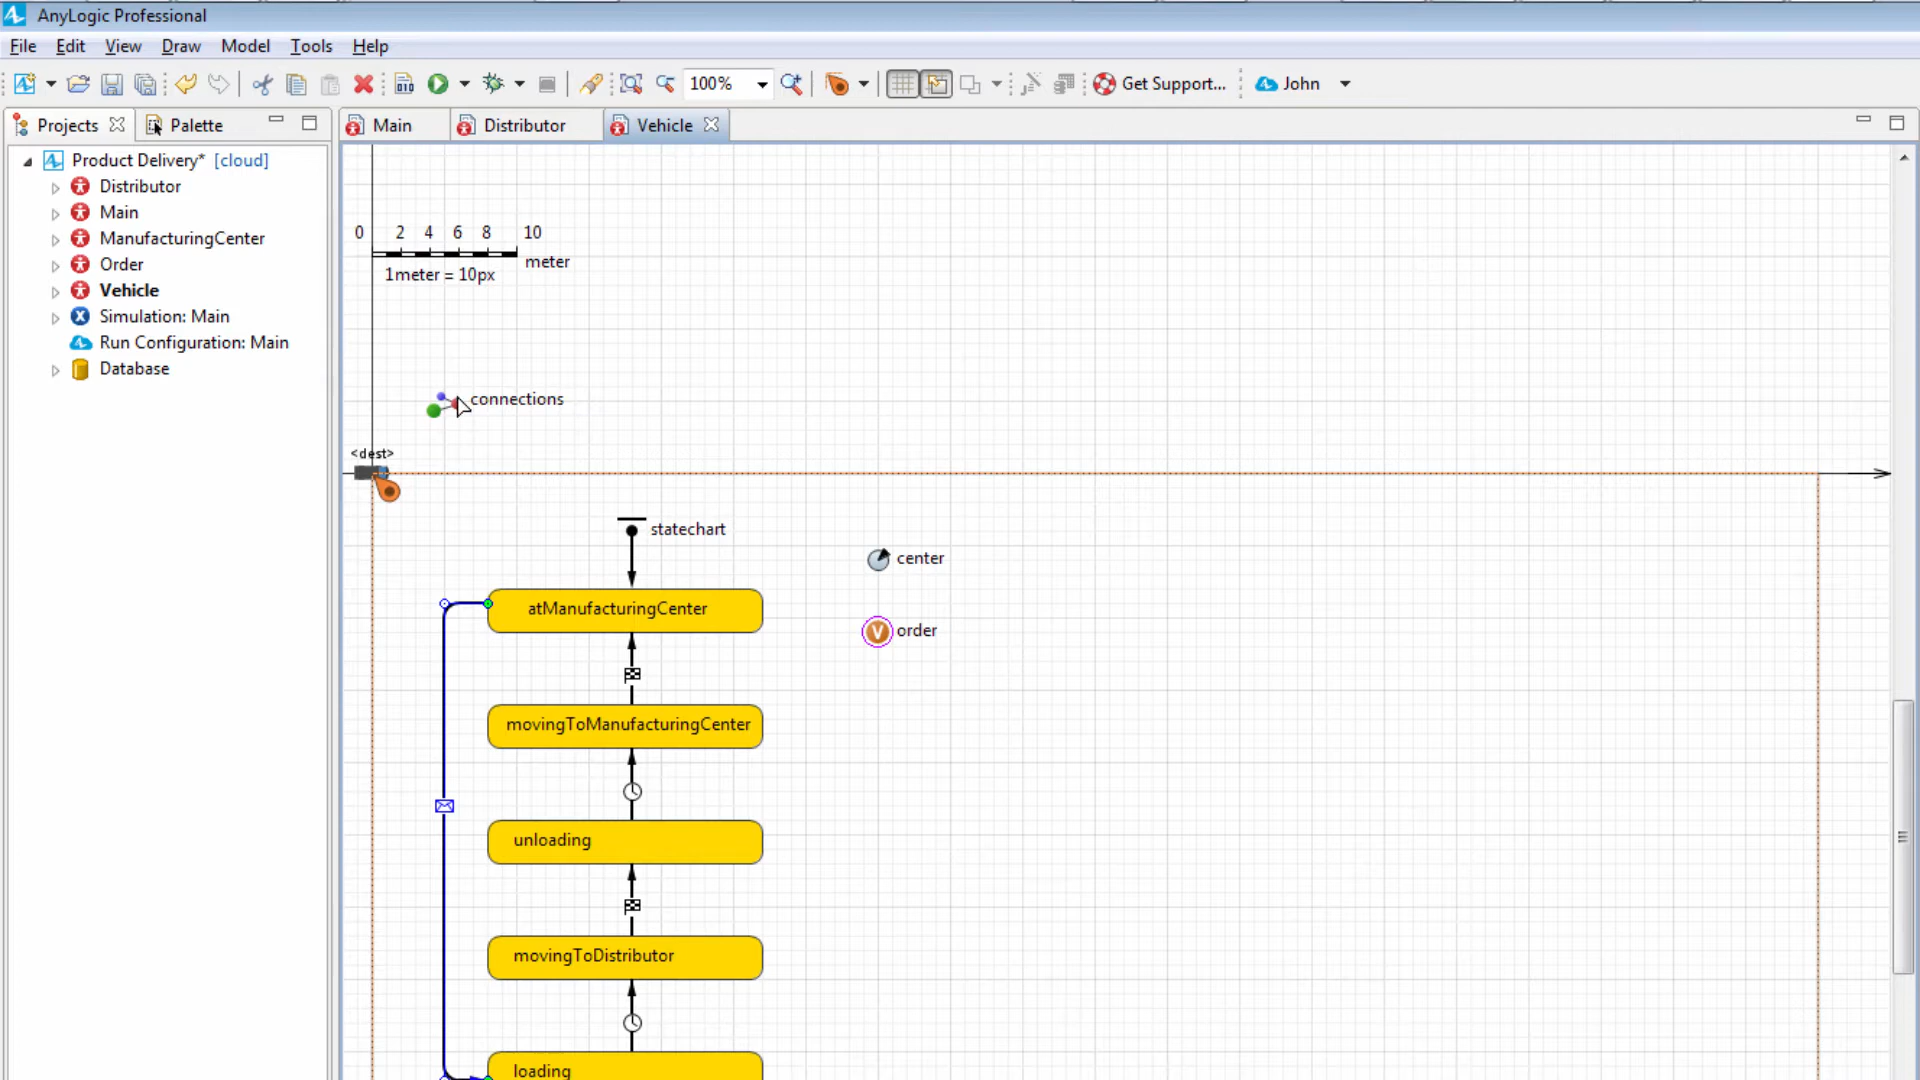 AnyLogic Professional
File Edit View Draw Model Tools Help
010
100%
Get Support...
John
Projects
Palette
Main
Distributor
Vehicle
Product Delivery* [cloud]
Distributor
Main
ManufacturingCenter
Order
Vehicle
Simulation: Main
Run Configuration: Main
Database
0 2 4 6 8 10
meter
1meter = 10px
connections
<dest>
statechart
center
atManufacturingCenter
V order
movingToManufacturingCenter
unloading
movingToDistributor
loading